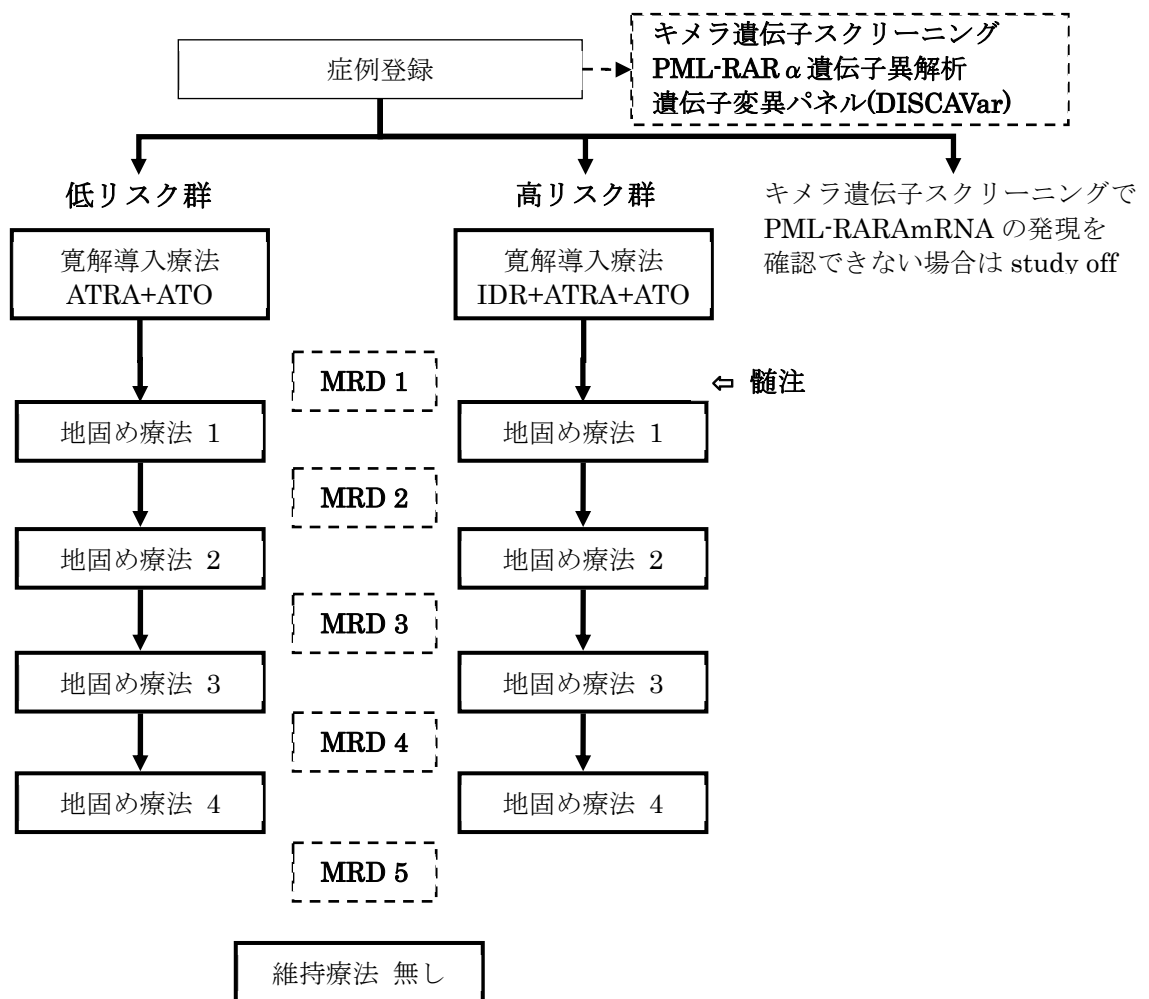 症例登録
キメラ遺伝子スクリーニング
PML-RARα遺伝子異解析
遺伝子変異パネル(DISCAVar)
低リスク群
高リスク群
キメラ遺伝子スクリーニングで
PML-RARAmRNA の発現を
確認できない場合は study off
寛解導入療法
ATRA+ATO
寛解導入療法
IDR+ATRA+ATO
MRD 1
⇦ 髄注
地固め療法 1
地固め療法 1
MRD 2
地固め療法 2
地固め療法 2
MRD 3
地固め療法 3
地固め療法 3
MRD 4
地固め療法 4
地固め療法 4
MRD 5
維持療法 無し